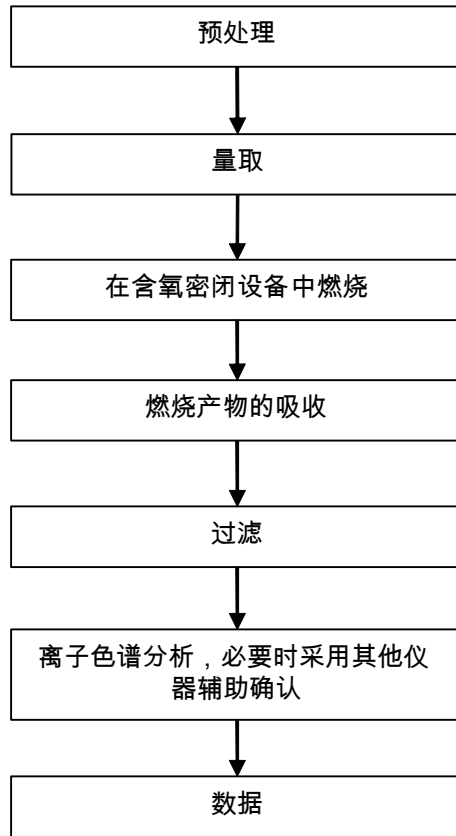 预处理
量取
在含氧密闭设备中燃烧
燃烧产物的吸收
过滤
离子色谱分析，必要时采用其他仪
器辅助确认
数据